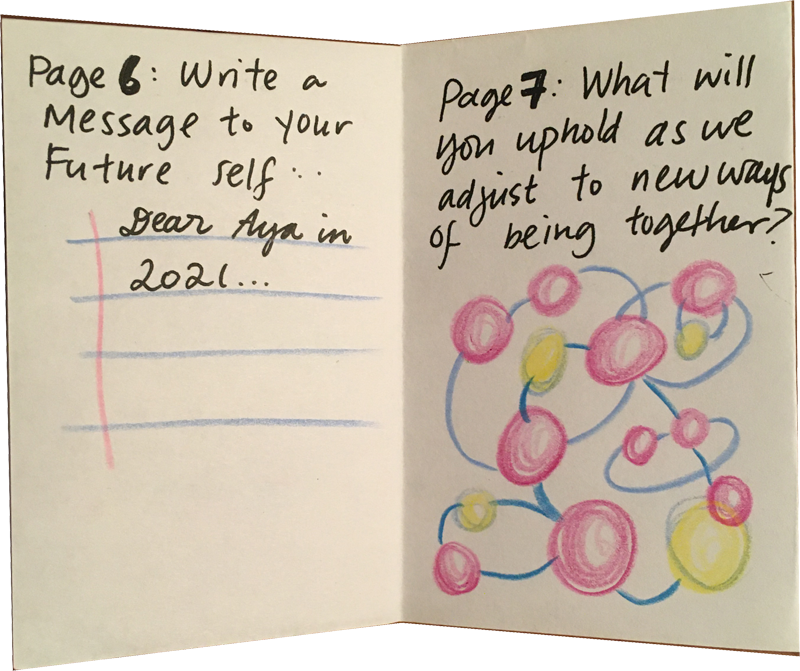 Page 6: Write a
Message to your
Future self...
Dear Aya in
2021...
Page 7: What will
you uphold as we
adjust to new ways
of being together?